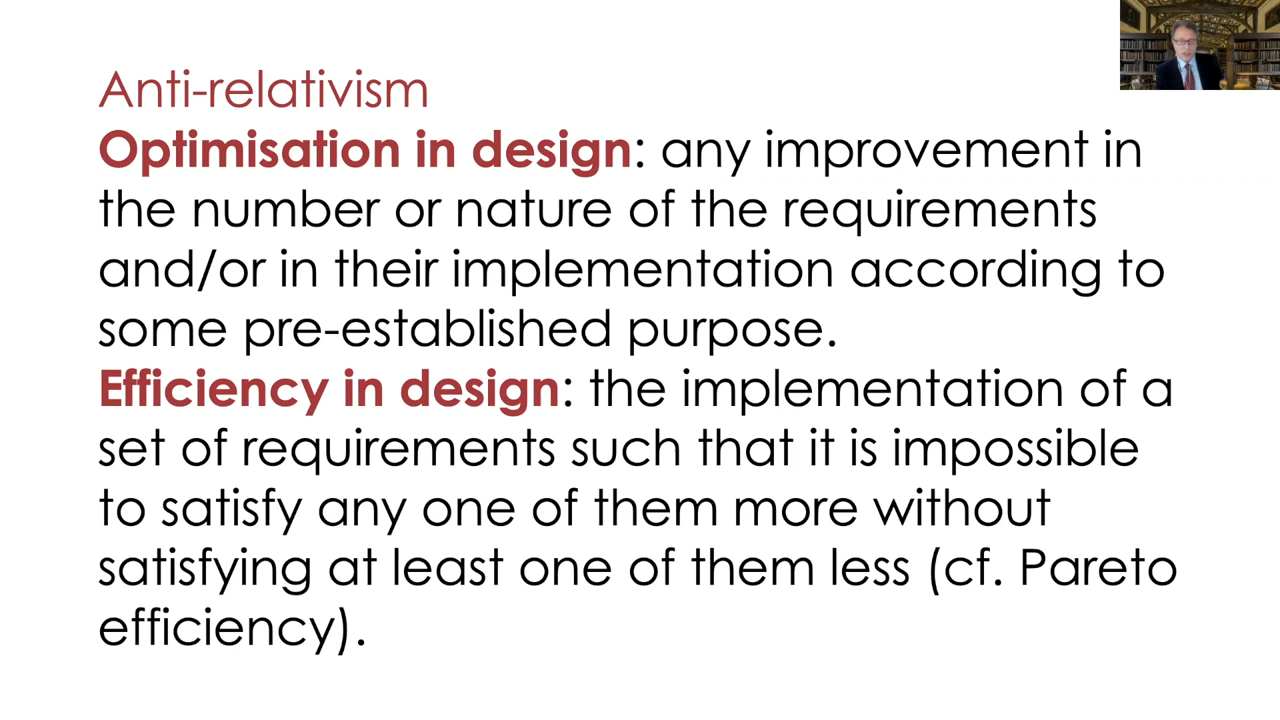 Anti-relativism
Optimisation in design: any improvement in
the number or nature of the requirements
and/or in their implementation according to
some pre-established purpose.
Efficiency in design: the implementation of a
set of requirements such that it is impossible
to satisfy any one of them more without
satisfying at least one of them less (cf. Pareto
efficiency).